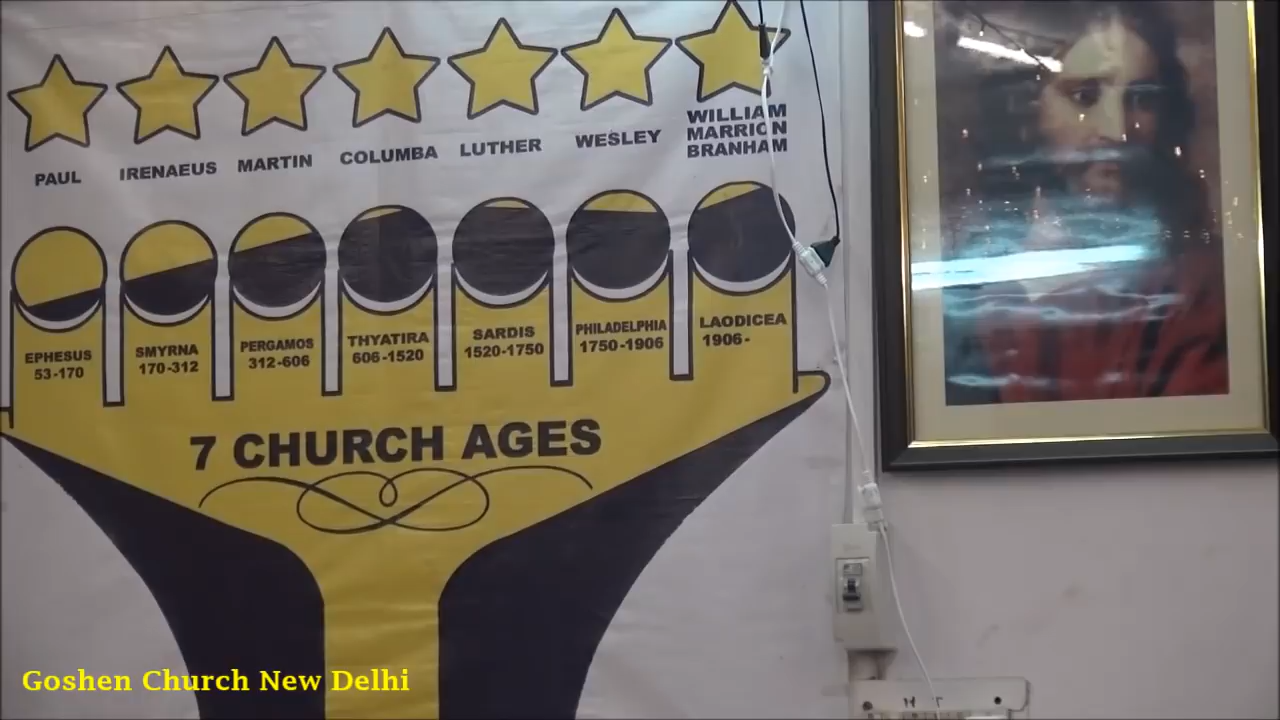 PAUL
IRENAEUS
MARTIN
COLUMBA
LUTHER
WESLEY
WILLIAM
MARRION
BRANHAM
EPHESUS
53-170
SMYRNA
170-312
PERGAMOS
312-606
THYATIRA
606-1520
SARDIS
1520-1750
PHILADELPHIA
1750-1906
LAODICEA
1906-
7 CHURCH AGES
Goshen Church New Delhi